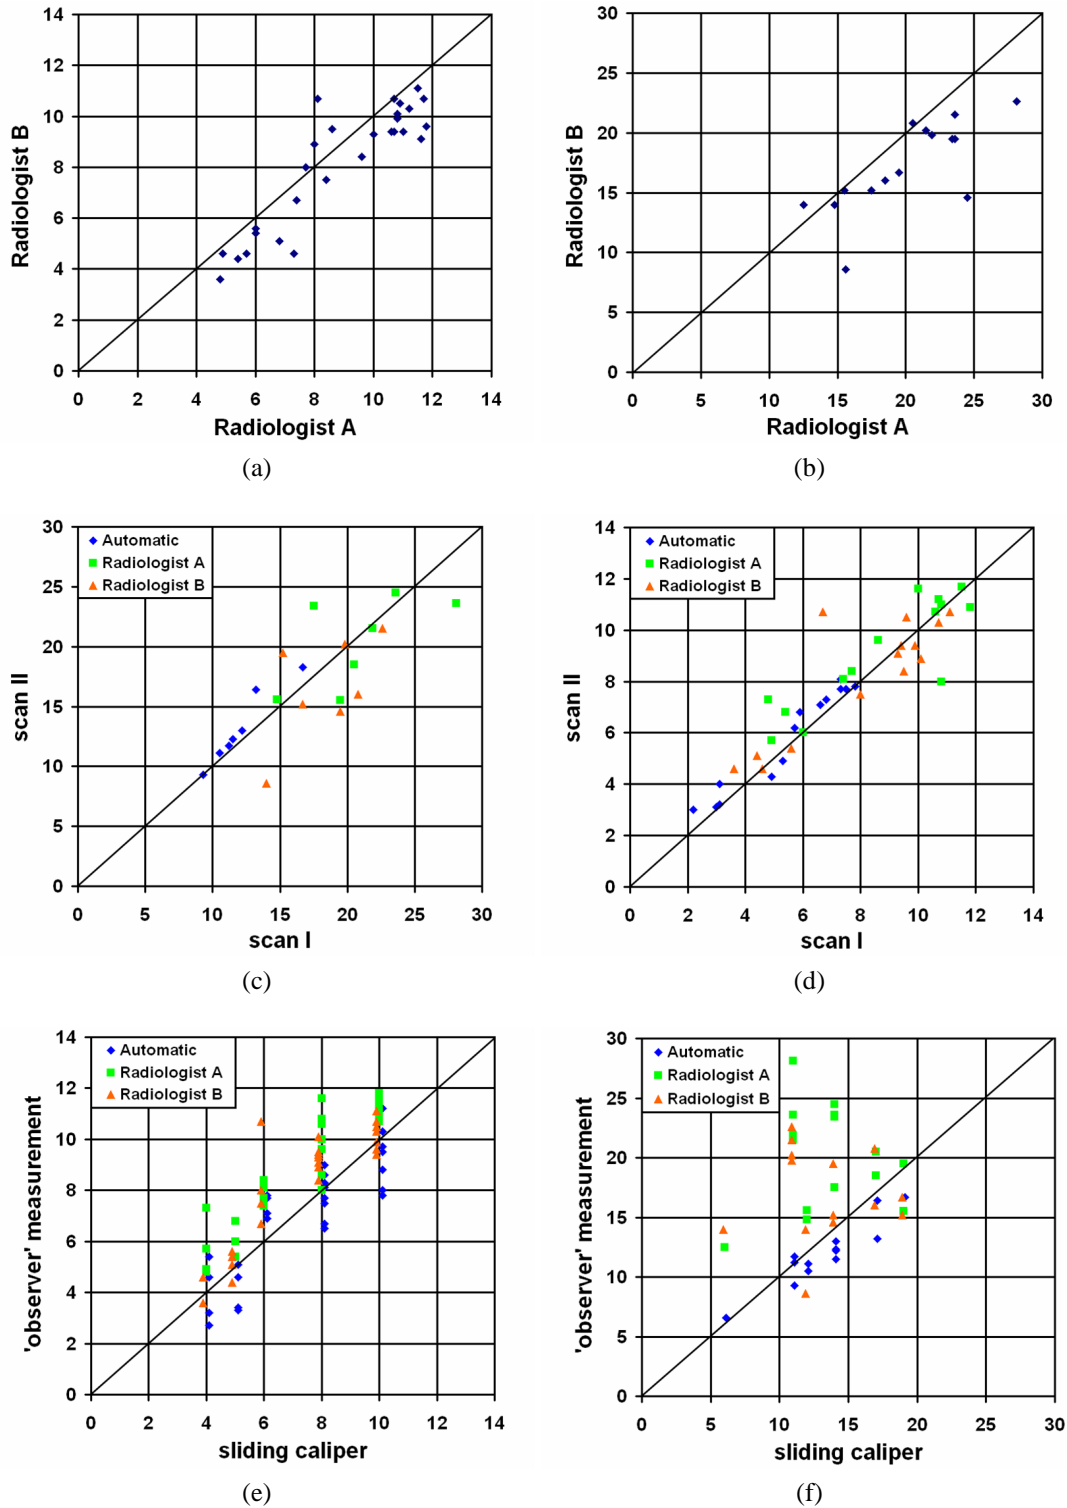 14
12
10
8
6
4
2
0
0 2 4 6 8 10 12 14
Radiologist B
Radiologist A
(a)
30
25
20
15
10
5
0
0 5 10 15 20 25 30
Radiologist B
Radiologist A
(b)
30
25
20
15
10
5
0
0 5 10 15 20 25 30
Automatic
Radiologist A
Radiologist B
scan II
scan I
(c)
14
12
10
8
6
4
2
0
0 2 4 6 8 10 12 14
Automatic
Radiologist A
Radiologist B
scan II
scan I
(d)
14
12
10
8
6
4
2
0
0 2 4 6 8 10 12 14
Automatic
Radiologist A
Radiologist B
'observer' measurement
sliding caliper
(e)
30
25
20
15
10
5
0
0 5 10 15 20 25 30
Automatic
Radiologist A
Radiologist B
'observer' measurement
sliding caliper
(f)